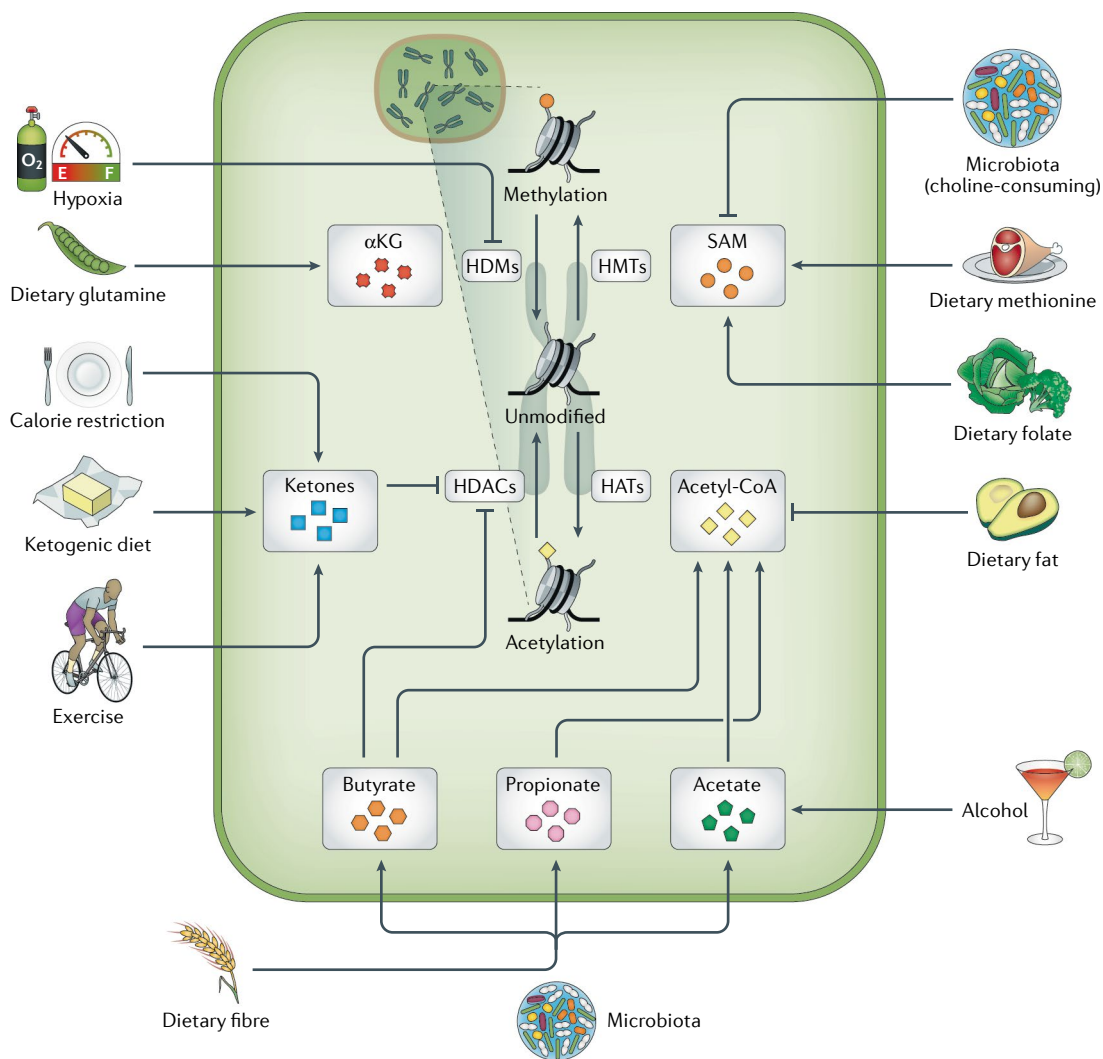 O2
E F
Hypoxia
Dietary glutamine
Calorie restriction
Ketogenic diet
Exercise
αKG
HDMs
Methylation
HMTs
SAM
Unmodified
Ketones
HDACs
HATs
Acetyl-CoA
Acetylation
Butyrate
Propionate
Acetate
Microbiota
(choline-consuming)
Dietary methionine
Dietary folate
Dietary fat
Alcohol
Dietary fibre
Microbiota